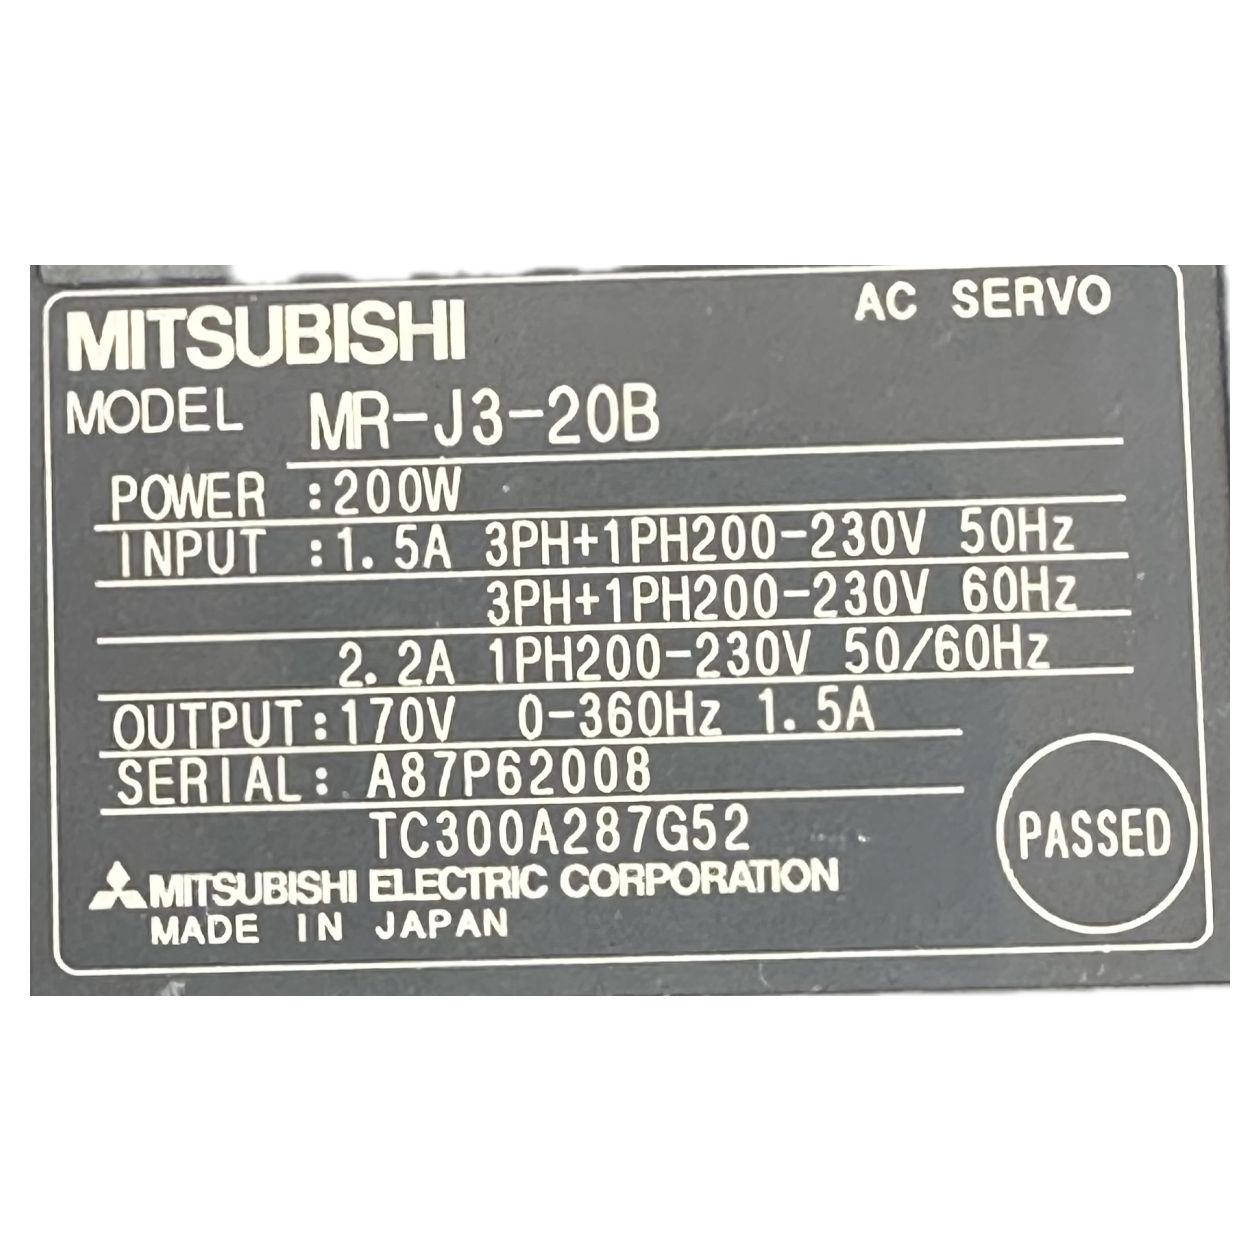 MITSUBISHI AC SERVO
MODEL MR-J3-20B
POWER :200W
INPUT :1.5A 3PH+1PH200-230V 50Hz
3PH+1PH200-230V 60Hz
2.2A 1PH200-230V 50/60Hz
OUTPUT:170V 0-360Hz 1.5A
SERIAL: A87P62008
TC300A287G52
PASSED
MITSUBISHI ELECTRIC CORPORATION
MADE IN JAPAN